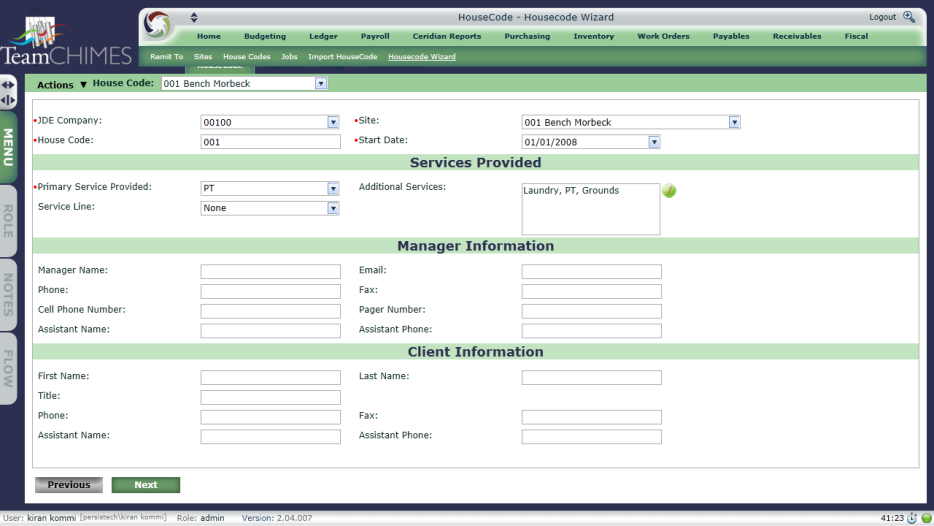 HouseCode - Housecode Wizard
Logout
TeamCHIMES
Home Budgeting Ledger Payroll Ceridian Reports Purchasing Inventory Work Orders Payables Receivables Fiscal
Remit To Sites House Codes Jobs Import HouseCode Housecode Wizard
HouseCode
Actions ▼ House Code: 001 Bench Morbeck
MENU
ROLE
NOTES
FLOW
•JDE Company: 00100 •Site: 001 Bench Morbeck
•House Code: 001 •Start Date: 01/01/2008
Services Provided
•Primary Service Provided: PT Additional Services: Laundry, PT, Grounds
Service Line: None
Manager Information
Manager Name: Email:
Phone: Fax:
Cell Phone Number: Pager Number:
Assistant Name: Assistant Phone:
Client Information
First Name: Last Name:
Title:
Phone: Fax:
Assistant Name: Assistant Phone:
Previous Next
User: kiran kommi [persistech\kiran kommi] Role: admin Version: 2.04.007 41:23